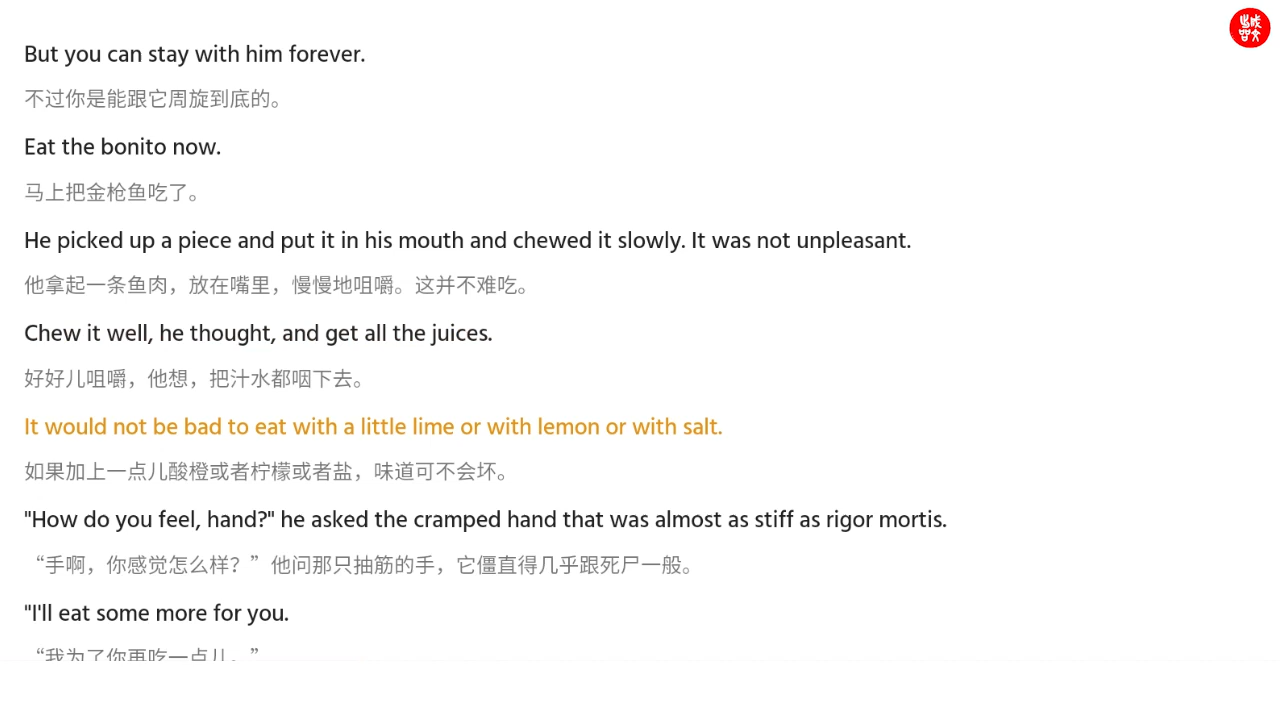 But you can stay with him forever.
不过你是能跟它周旋到底的。
Eat the bonito now.
马上把金枪鱼吃了。
He picked up a piece and put it in his mouth and chewed it slowly. It was not unpleasant.
他拿起一条鱼肉，放在嘴里，慢慢地咀嚼。这并不难吃。
Chew it well, he thought, and get all the juices.
好好儿咀嚼，他想，把汁水都咽下去。
It would not be bad to eat with a little lime or with lemon or with salt.
如果加上一点儿酸橙或者柠檬或者盐，味道可不会坏。
"How do you feel, hand?" he asked the cramped hand that was almost as stiff as rigor mortis.
“手啊，你感觉怎么样？”他问那只抽筋的手，它僵直得几乎跟死尸一般。
"I'll eat some more for you.
“我为了你再吃一点儿。”